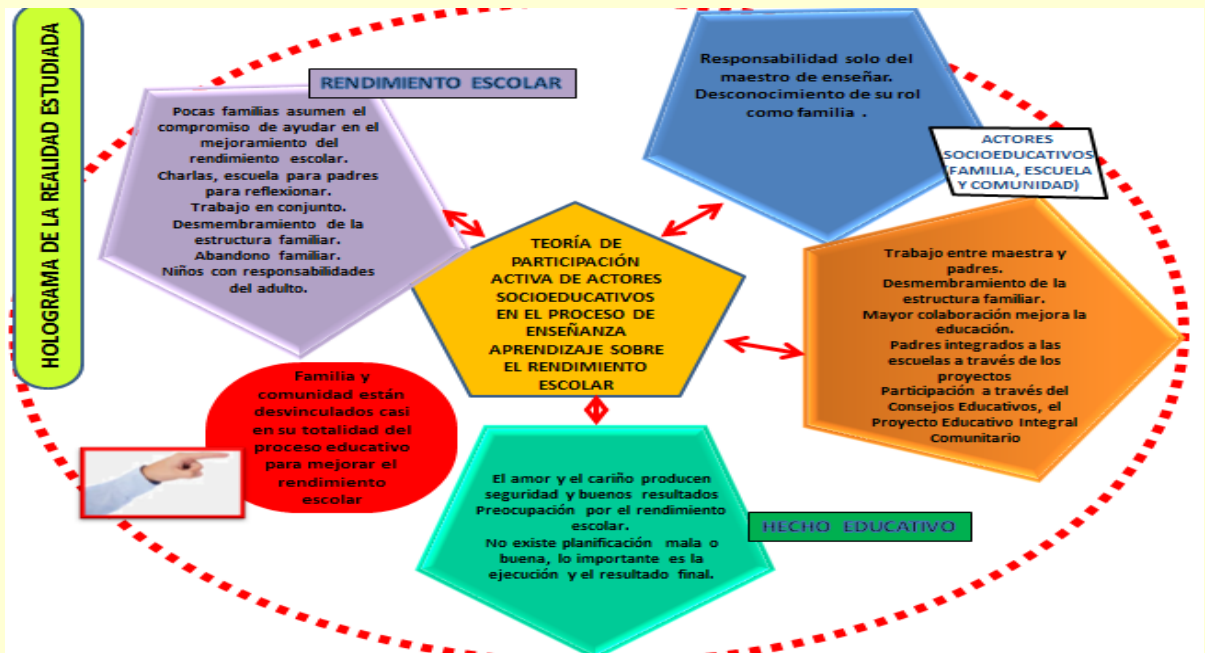 HOLOGRAMA DE LA REALIDAD ESTUDIADA
RENDIMIENTO ESCOLAR
Pocas familias asumen el
compromiso de ayudar en el
mejoramiento del
rendimiento escolar.
Charlas, escuela para padres
para reflexionar.
Trabajo en conjunto.
Desmembramiento de la
estructura familiar.
Abandono familiar.
Niños con responsabilidades
del adulto.
Responsabilidad solo del
maestro de enseñar.
Desconocimiento de su rol
como familia .
ACTORES
SOCIOEDUCATIVOS
(FAMILIA, ESCUELA
Y COMUNIDAD)
TEORÍA DE
PARTICIPACIÓN
ACTIVA DE ACTORES
SOCIOEDUCATIVOS
EN EL PROCESO DE
ENSEÑANZA
APRENDIZAJE SOBRE
EL RENDIMIENTO
ESCOLAR
Trabajo entre maestra y
padres.
Desmembramiento de la
estructura familiar.
Mayor colaboración mejora la
educación.
Padres integrados a las
escuelas a través de los
proyectos
Participación a través del
Consejos Educativos, el
Proyecto Educativo Integral
Comunitario
Familia y
comunidad están
desvinculados casi
en su totalidad del
proceso educativo
para mejorar el
rendimiento
escolar
El amor y el cariño producen
seguridad y buenos resultados
Preocupación por el rendimiento
escolar.
No existe planificación mala o
buena, lo importante es la
ejecución y el resultado final.
HECHO EDUCATIVO